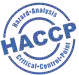 Hazard-Analysis
HACCP
Critical-Control-Point